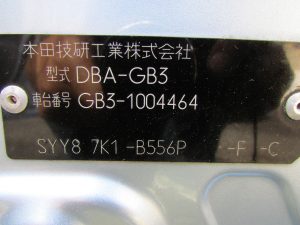 本田技研工業株式会社
型式 DBA-GB3
車台番号 GB3-1004464
SYY8 7K1 -B556P -F -C